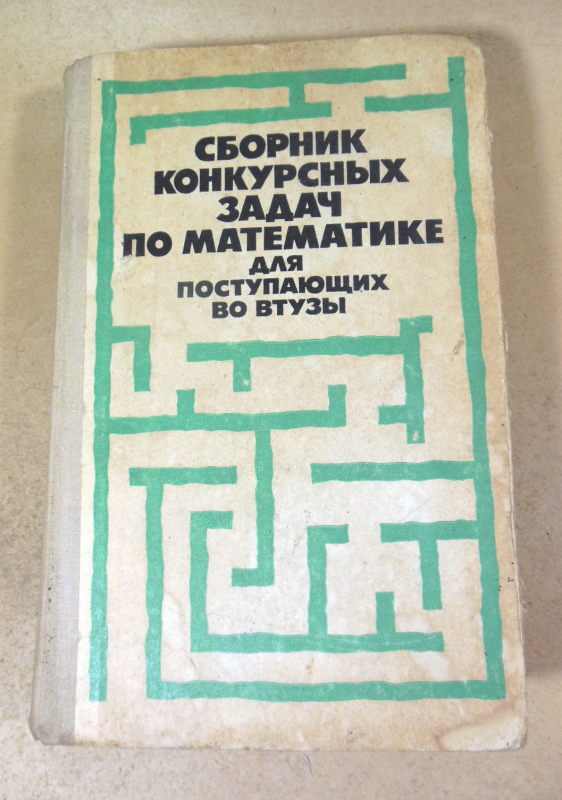 СБОРНИК
КОНКУРСНЫХ
ЗАДАЧ
ПО МАТЕМАТИКЕ
ДЛЯ
ПОСТУПАЮЩИХ
ВО ВТУЗЫ